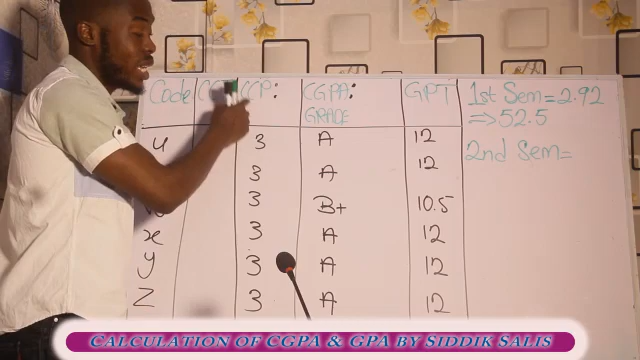 Code CCP: CGPA: GPT 1st Sem = 2.92
GRADE => 52.5
u 3 A 12 2nd Sem =
3 A 12
3 B+ 10.5
x 3 A 12
y 3 A 12
Z 3 A 12
CALCULATION OF CGPA & GPA BY SIDDIK SALIS